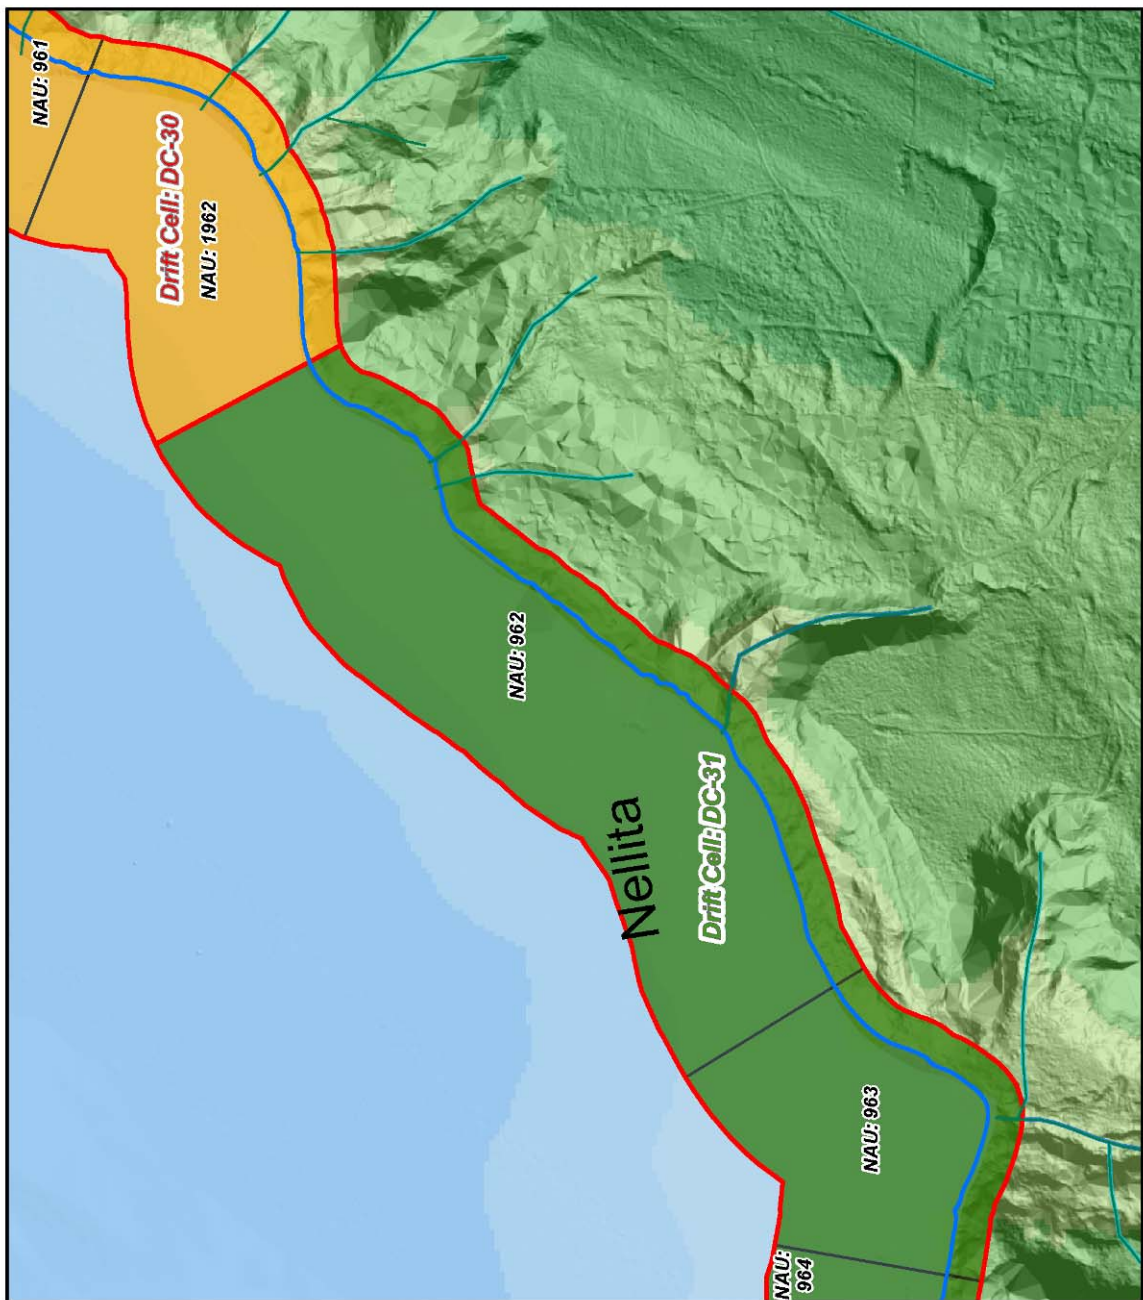 NAU: 961
Drift Cell: DC-30
NAU: 1962
NAU: 962
Nellita
Drift Cell: DC-31
NAU: 963
NAU:
964